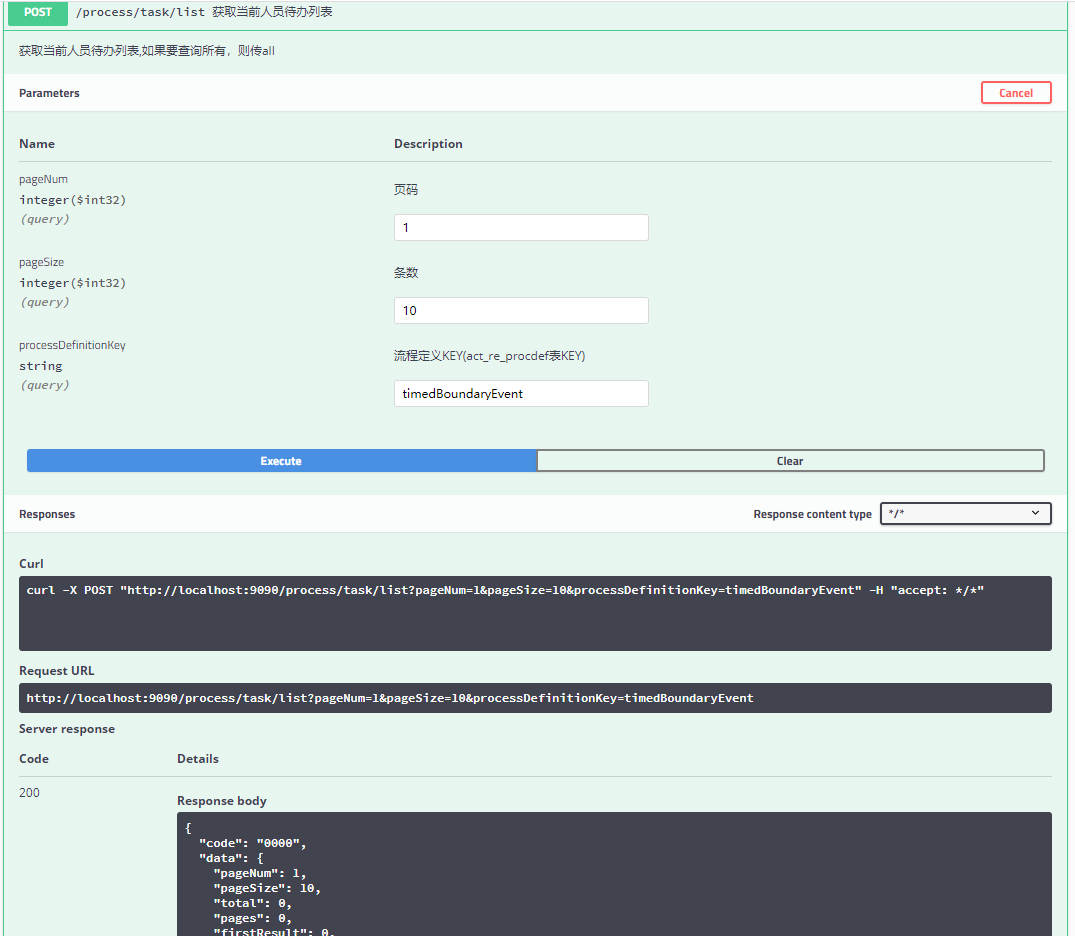 POST /process/task/list 获取当前人员待办列表
获取当前人员待办列表,如果要查询所有，则传all
Parameters
Cancel
Name Description
pageNum
integer($int32)
(query)
页码
1
pageSize
integer($int32)
(query)
条数
10
processDefinitionKey
string
(query)
流程定义KEY(act_re_procdef表KEY)
timedBoundaryEvent
Execute Clear
Responses Response content type */*
Curl
curl -X POST "http://localhost:9090/process/task/list?pageNum=1&pageSize=10&processDefinitionKey=timedBoundaryEvent" -H "accept: */*"
Request URL
http://localhost:9090/process/task/list?pageNum=1&pageSize=10&processDefinitionKey=timedBoundaryEvent
Server response
Code Details
200
Response body
{
"code": "0000",
"data": {
"pageNum": 1,
"pageSize": 10,
"total": 0,
"pages": 0,
"firstResult": 0,